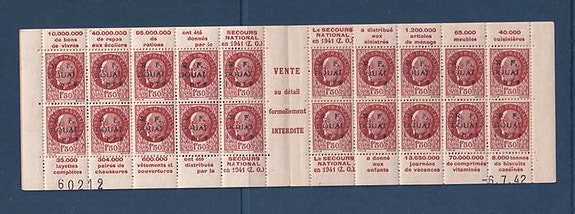 10.000.000 de bons de vivres
40.000.000 de repas aux écoliers
95.000.000 de rations
ont été donnés par le
SECOURS NATIONAL en 1941 (Z.O.)
Le SECOURS NATIONAL en 1941 (Z.O.)
a distribué aux sinistrés
1.200.000 articles de ménage
65.000 meubles
40.000 cuisinières
VENTE
au détail
formellement
INTERDITE
1F50
35.000 layettes complètes
304.000 paires de chaussures
600.000 vêtements et couvertures
ont été distribués par le
SECOURS NATIONAL en 1941 (Z.O.)
Le SECOURS NATIONAL en 1941 (Z.O.)
a donné aux enfants
13.650.000 journées de vacances
70.000.000 de comprimés vitaminés
8.000 tonnes de biscuits caséinés
60212
-6.7.42